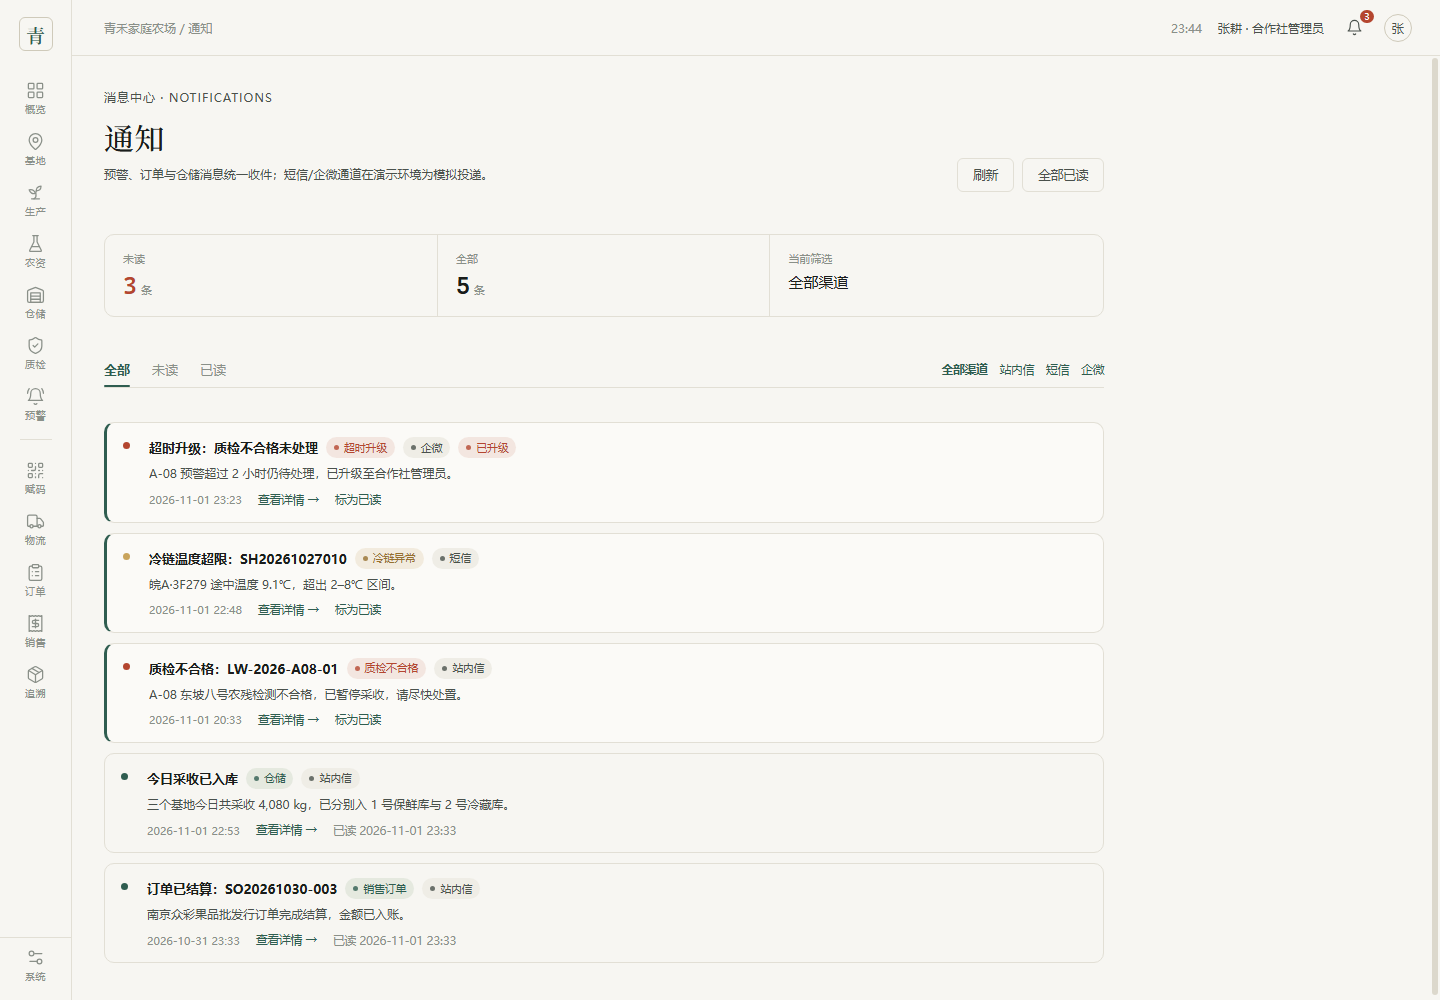 青
青禾家庭农场 / 通知
23:44 张耕 · 合作社管理员 3 张
概览
基地
生产
农资
仓储
质检
预警
赋码
物流
订单
销售
追溯
系统
消息中心 · NOTIFICATIONS
通知
预警、订单与仓储消息统一收件；短信/企微通道在演示环境为模拟投递。
刷新 全部已读
未读 全部 当前筛选
3 条 5 条 全部渠道
全部 未读 已读 全部渠道 站内信 短信 企微
超时升级：质检不合格未处理 超时升级 企微 已升级
A-08 预警超过 2 小时仍待处理，已升级至合作社管理员。
2026-11-01 23:23 查看详情 → 标为已读
冷链温度超限：SH20261027010 冷链异常 短信
皖A·3F279 途中温度 9.1℃，超出 2–8℃ 区间。
2026-11-01 22:48 查看详情 → 标为已读
质检不合格：LW-2026-A08-01 质检不合格 站内信
A-08 东坡八号农残检测不合格，已暂停采收，请尽快处置。
2026-11-01 20:33 查看详情 → 标为已读
今日采收已入库 仓储 站内信
三个基地今日共采收 4,080 kg，已分别入 1 号保鲜库与 2 号冷藏库。
2026-11-01 22:53 查看详情 → 已读 2026-11-01 23:33
订单已结算：SO20261030-003 销售订单 站内信
南京众彩果品批发行订单完成结算，金额已入账。
2026-10-31 23:33 查看详情 → 已读 2026-11-01 23:33